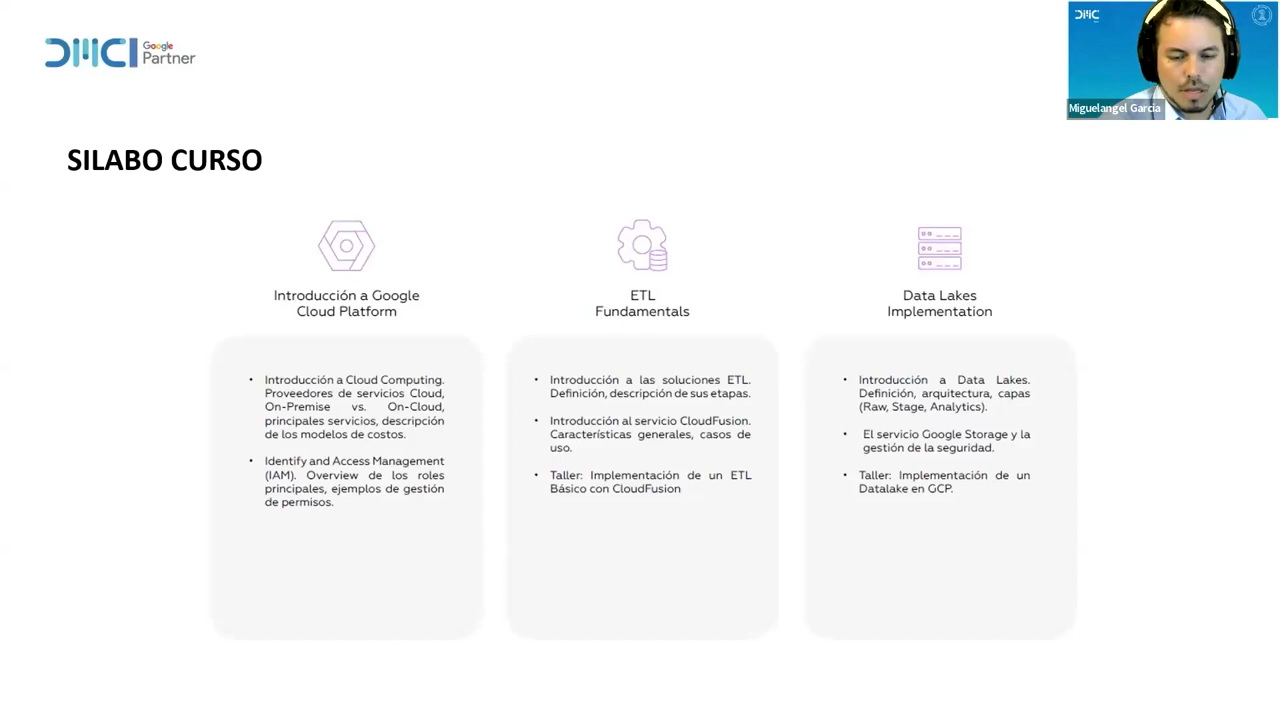 DMC
Google
Partner
DMC
Miguelangel Garcia
SILABO CURSO
Introducción a Google
Cloud Platform
• Introducción a Cloud Computing.
Proveedores de servicios Cloud,
On-Premise vs. On-Cloud,
principales servicios, descripción
de los modelos de costos.
• Identify and Access Management
(IAM). Overview de los roles
principales, ejemplos de gestión
de permisos.
ETL
Fundamentals
• Introducción a las soluciones ETL.
Definición, descripción de sus etapas.
• Introducción al servicio CloudFusion.
Características generales, casos de
uso.
• Taller: Implementación de un ETL
Básico con CloudFusion
Data Lakes
Implementation
• Introducción a Data Lakes.
Definición, arquitectura, capas
(Raw, Stage, Analytics).
• El servicio Google Storage y la
gestión de la seguridad.
• Taller: Implementación de un
Datalake en GCP.